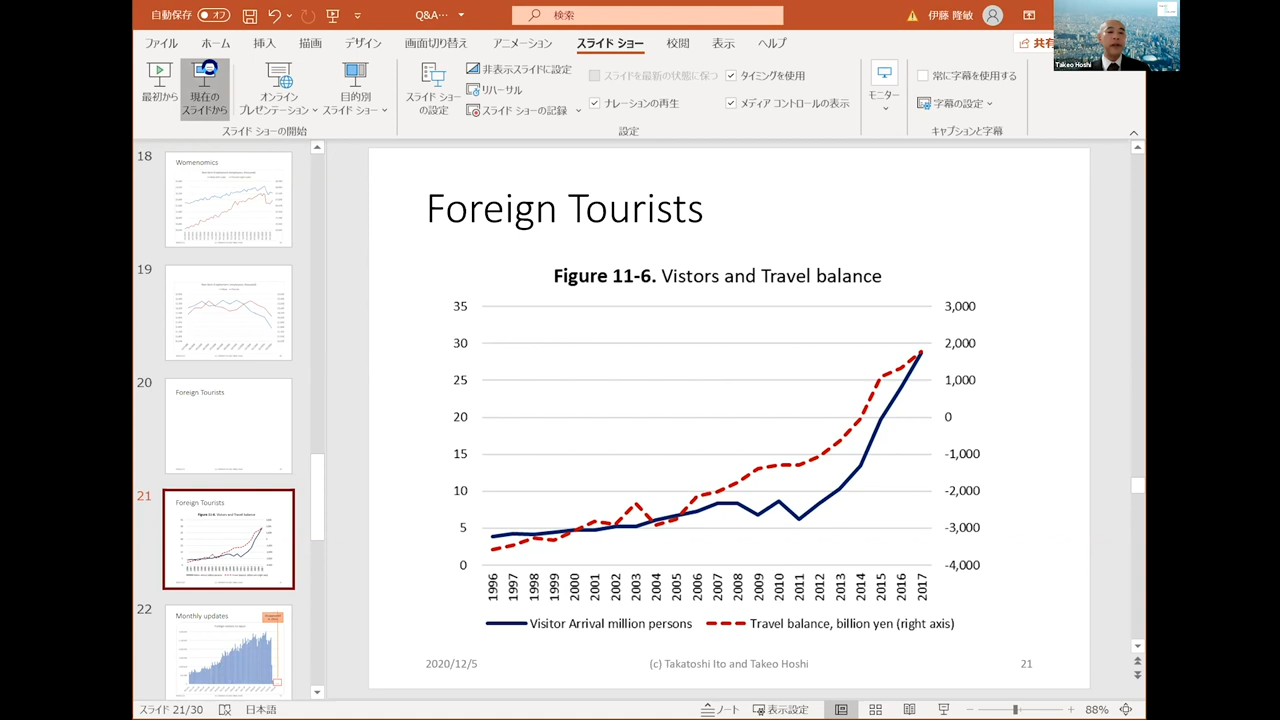 自動保存 オフ
Q&A…
検索
伊藤 隆敏
ファイル ホーム 挿入 描画 デザイン 画面切り替え アニメーション スライド ショー 校閲 表示 ヘルプ
共有
Takeo Hoshi
最初から
現在の
スライドから
オンライン
プレゼンテーション
目的別
スライド ショー
スライド ショーの開始
スライド ショー
の設定
非表示スライドに設定
リハーサル
スライド ショーの記録
スライドを最新の状態に保つ
ナレーションの再生
タイミングを使用
メディア コントロールの表示
設定
モニター
常に字幕を使用する
字幕の設定
キャプションと字幕
18
Womenomics
19
20
Foreign Tourists
21
Foreign Tourists
Figure 11-6. Vistors and Travel balance
22
Monthly updates
Foreign Tourists
Figure 11-6. Vistors and Travel balance
35 3,000
30 2,000
25 1,000
20 0
15 -1,000
10 -2,000
5 -3,000
0 -4,000
1996 1997 1998 1999 2000 2001 2002 2003 2004 2005 2006 2007 2008 2009 2010 2011 2012 2013 2014 2015 2016 2017
Visitor Arrival million persons Travel balance, billion yen (right axis)
2020/12/5 (c) Takatoshi Ito and Takeo Hoshi 21
スライド 21/30 日本語 ノート 表示設定 88%